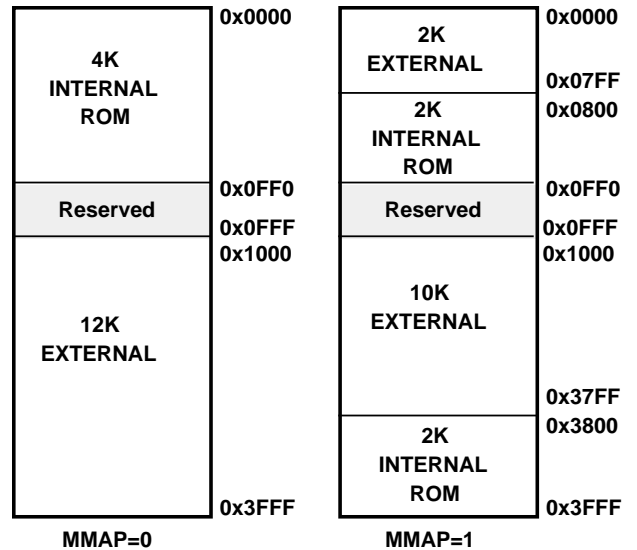 0x0000
4K
INTERNAL
ROM
0x0FF0
Reserved
0x0FFF
0x1000
12K
EXTERNAL
0x3FFF
MMAP=0
0x0000
2K
EXTERNAL
0x07FF
0x0800
2K
INTERNAL
ROM
0x0FF0
Reserved
0x0FFF
0x1000
10K
EXTERNAL
0x37FF
0x3800
2K
INTERNAL
ROM
0x3FFF
MMAP=1